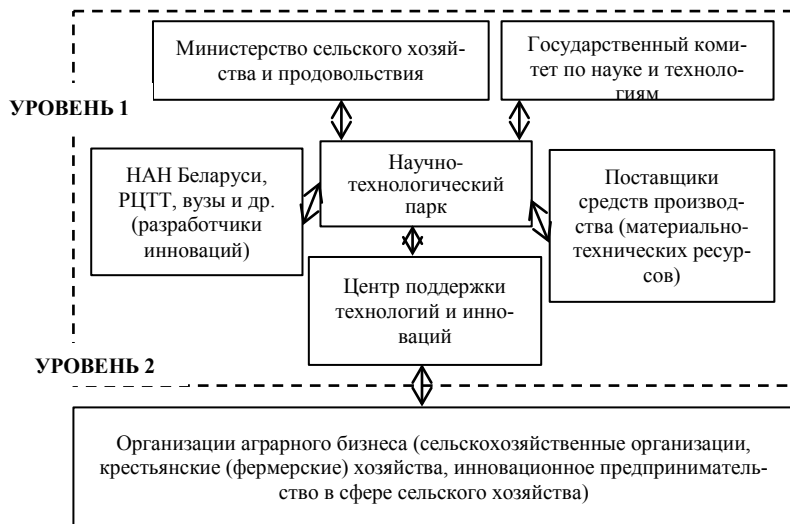 Министерство сельского хозяй-
ства и продовольствия
Государственный коми-
тет по науке и техноло-
гиям
УРОВЕНЬ 1
НАН Беларуси,
РЦТТ, вузы и др.
(разработчики
инноваций)
Научно-
технологический
парк
Поставщики
средств производ-
ства (материально-
технических ресур-
сов)
Центр поддержки
технологий и инно-
ваций
УРОВЕНЬ 2
Организации аграрного бизнеса (сельскохозяйственные организации,
крестьянские (фермерские) хозяйства, инновационное предприниматель-
ство в сфере сельского хозяйства)